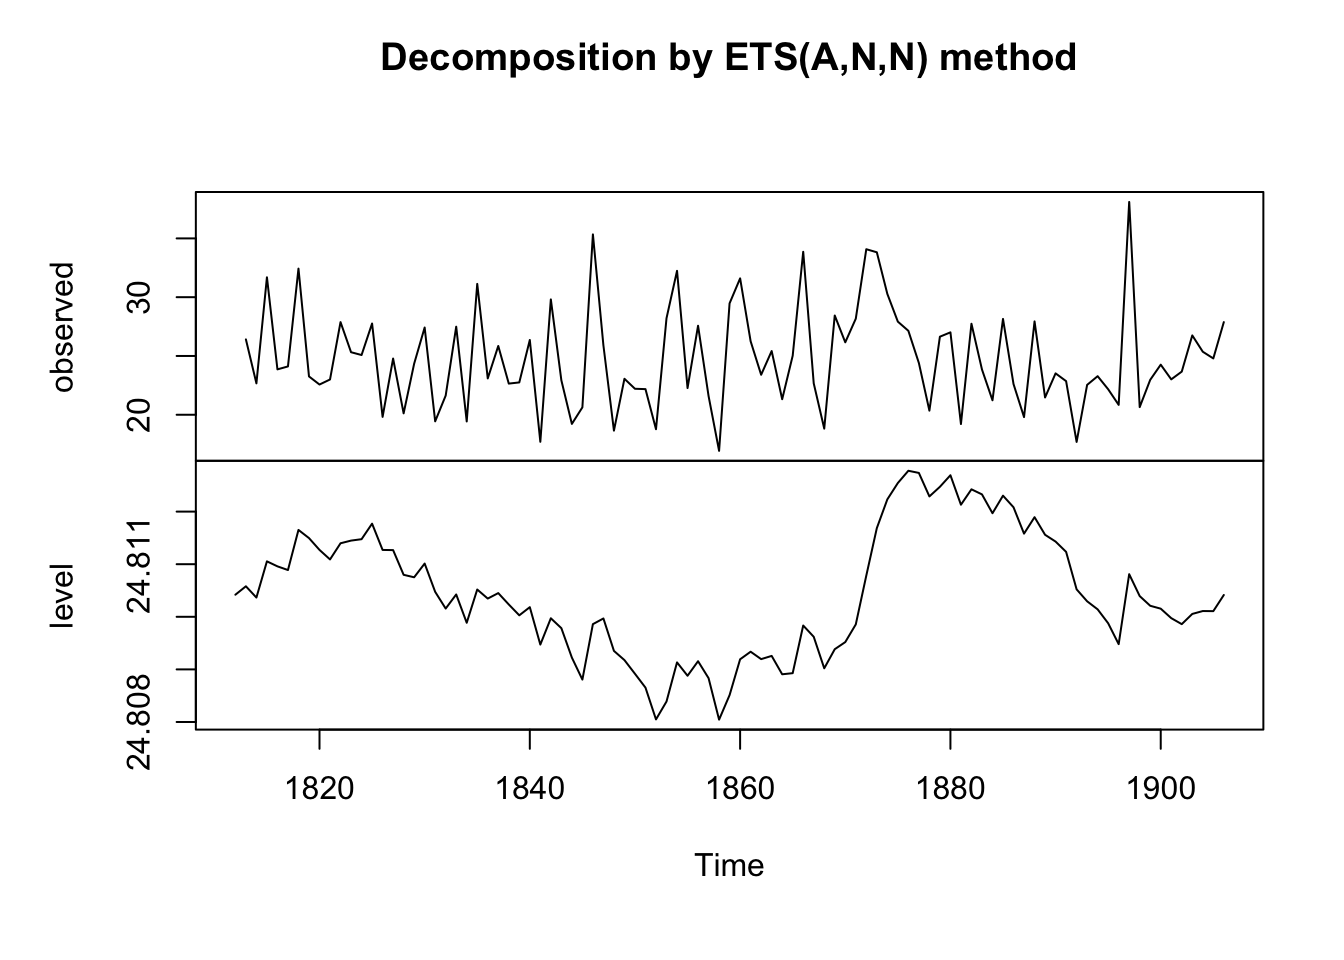 Decomposition by ETS(A,N,N) method
observed
30
20
level
24.811
24.808
1820 1840 1860 1880 1900
Time